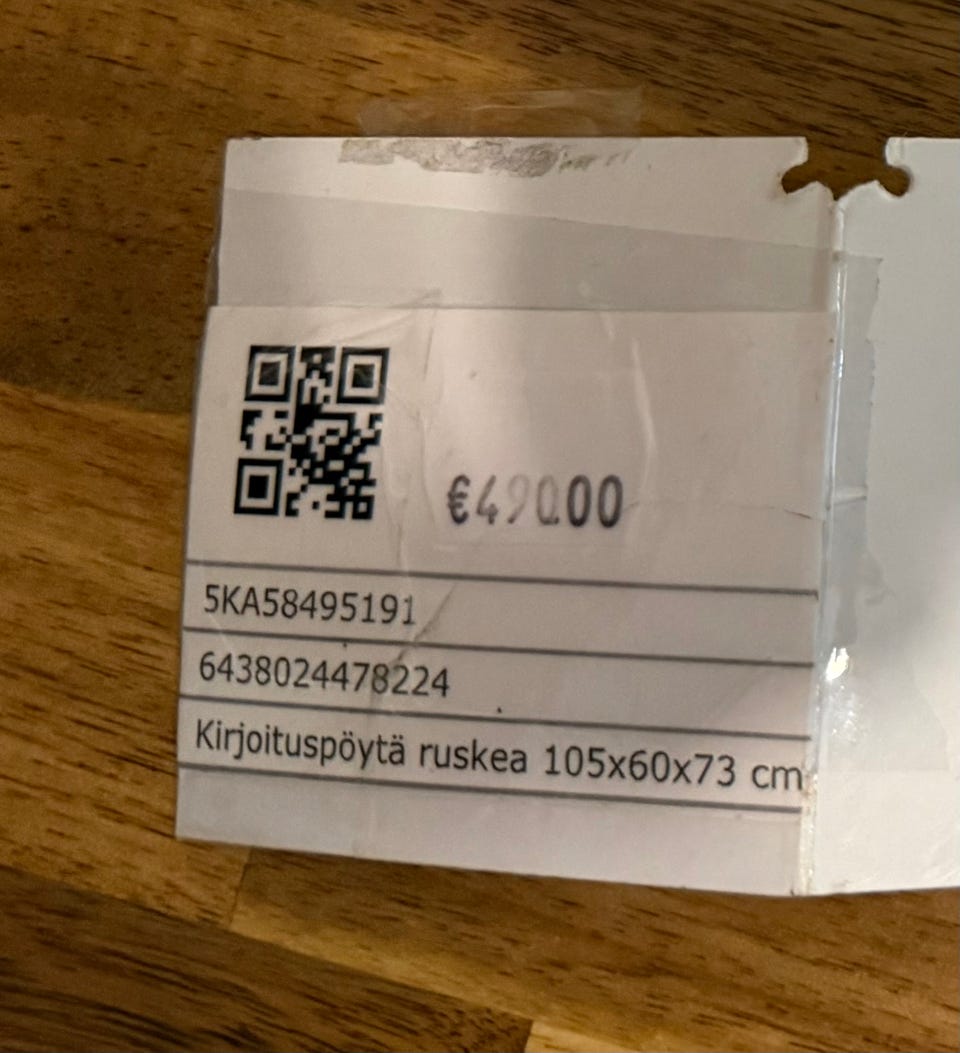 €490.00
5KA58495191
6438024478224
Kirjoituspöytä ruskea 105x60x73 cm